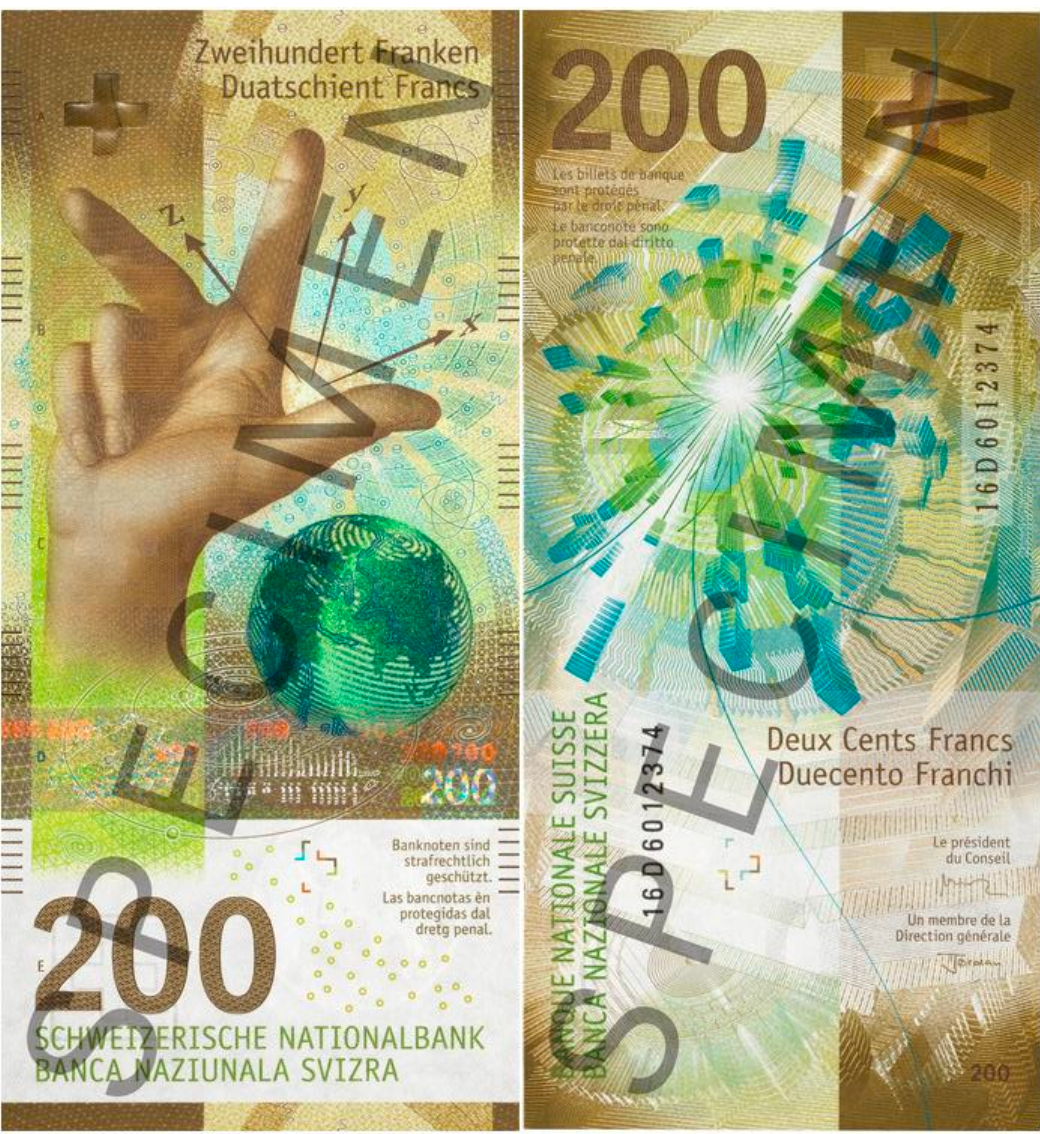 Zweihundert Franken
Duatschient Francs
z
y
x
A
B
C
D
200
Banknoten sind
strafrechtlich
geschützt.
Las bancnotas èn
protegidas dal
dretg penal.
E
200
SCHWEIZERISCHE NATIONALBANK
BANCA NAZIUNALA SVIZRA
SPECIMEN
200
Les billets de banque
sont protégés
par le droit pénal.
Le banconote sono
protette dal diritto
penale.
16D6012374
BANQUE NATIONALE SUISSE
BANCA NAZIONALE SVIZZERA
16D6012374
Deux Cents Francs
Duecento Franchi
Le président
du Conseil
Un membre de la
Direction générale
Jordan
200
SPECIMEN